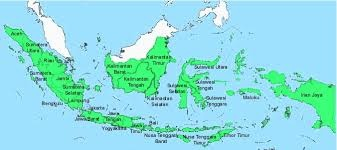 Aceh
Sumatera
Utara
Riau
Sumatera
Barat
Jambi
Sumatera
Selatan
Bengkulu
Lampung
Jakarta
Jawa
Barat
Jawa
Tengah
Yogyakarta
Jawa
Timur
Bali
Nusa Tenggara
Barat
Nusa Tenggara
Timur
Timor
Timur
Kalimantan
Barat
Kalimantan
Tengah
Kalimantan
Selatan
Kalimantan
Timur
Sulawesi Utara
Sulawesi
Tengah
Sulawesi
Selatan
Sulawesi
Tenggara
Maluku
Irian Jaya